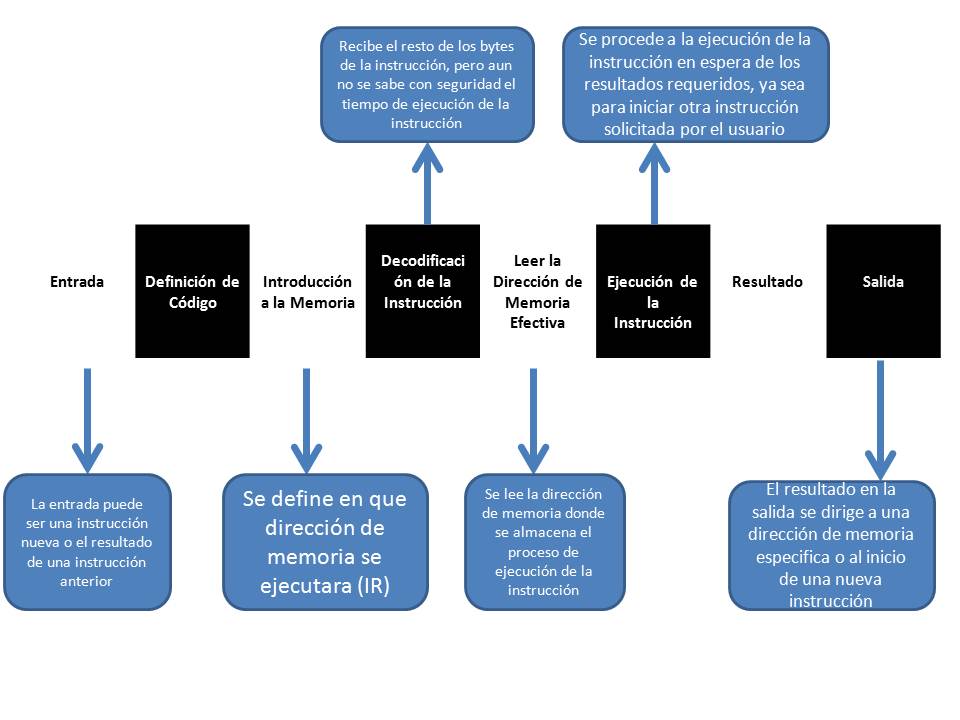 Recibe el resto de los bytes
de la instrucción, pero aun
no se sabe con seguridad el
tiempo de ejecución de la
instrucción
Se procede a la ejecución de la
instrucción en espera de los
resultados requeridos, ya sea
para iniciar otra instrucción
solicitada por el usuario
Entrada
Definición de
Código
Introducción
a la Memoria
Decodificaci
ón de la
Instrucción
Leer la
Dirección de
Memoria
Efectiva
Ejecución de
la
Instrucción
Resultado
Salida
La entrada puede
ser una instrucción
nueva o el resultado
de una instrucción
anterior
Se define en que
dirección de
memoria se
ejecutara (IR)
Se lee la dirección
de memoria donde
se almacena el
proceso de
ejecución de la
instrucción
El resultado en la
salida se dirige a una
dirección de memoria
especifica o al inicio
de una nueva
instrucción